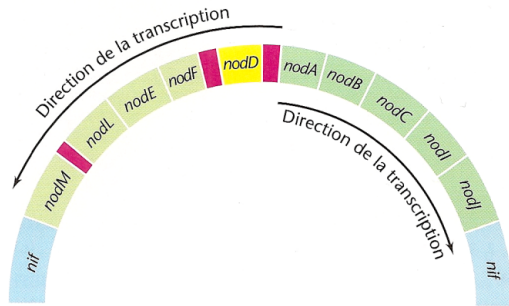 Direction de la transcription
nif
nodM
nodL
nodE
nodF
nodD
nodA
nodB
nodC
nodI
nodJ
nif
Direction de la transcription